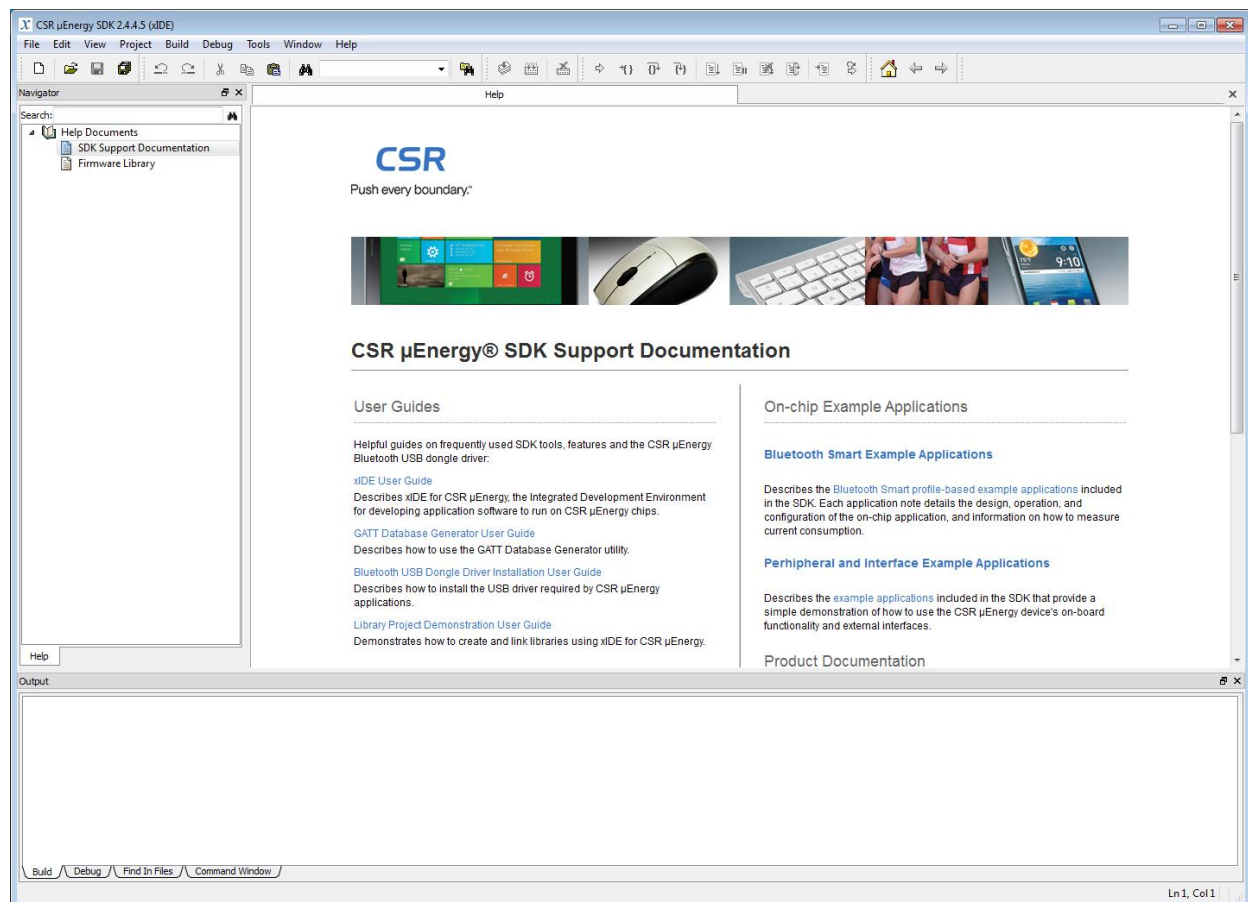 CSR µEnergy SDK 2.4.4.5 (xIDE)
File Edit View Project Build Debug Tools Window Help
Navigator
Help
Search:
Help Documents
SDK Support Documentation
Firmware Library
CSR
Push every boundary.™
9:10
CSR µEnergy® SDK Support Documentation
User Guides
Helpful guides on frequently used SDK tools, features and the CSR µEnergy
Bluetooth USB dongle driver:
xIDE User Guide
Describes xIDE for CSR µEnergy, the Integrated Development Environment
for developing application software to run on CSR µEnergy chips.
GATT Database Generator User Guide
Describes how to use the GATT Database Generator utility.
Bluetooth USB Dongle Driver Installation User Guide
Describes how to install the USB driver required by CSR µEnergy
applications.
Library Project Demonstration User Guide
Demonstrates how to create and link libraries using xIDE for CSR µEnergy.
On-chip Example Applications
Bluetooth Smart Example Applications
Describes the Bluetooth Smart profile-based example applications included
in the SDK. Each application note details the design, operation, and
configuration of the on-chip application, and information on how to measure
current consumption.
Perhipheral and Interface Example Applications
Describes the example applications included in the SDK that provide a
simple demonstration of how to use the CSR µEnergy device's on-board
functionality and external interfaces.
Product Documentation
Help
Output
Build Debug Find In Files Command Window
Ln 1, Col 1